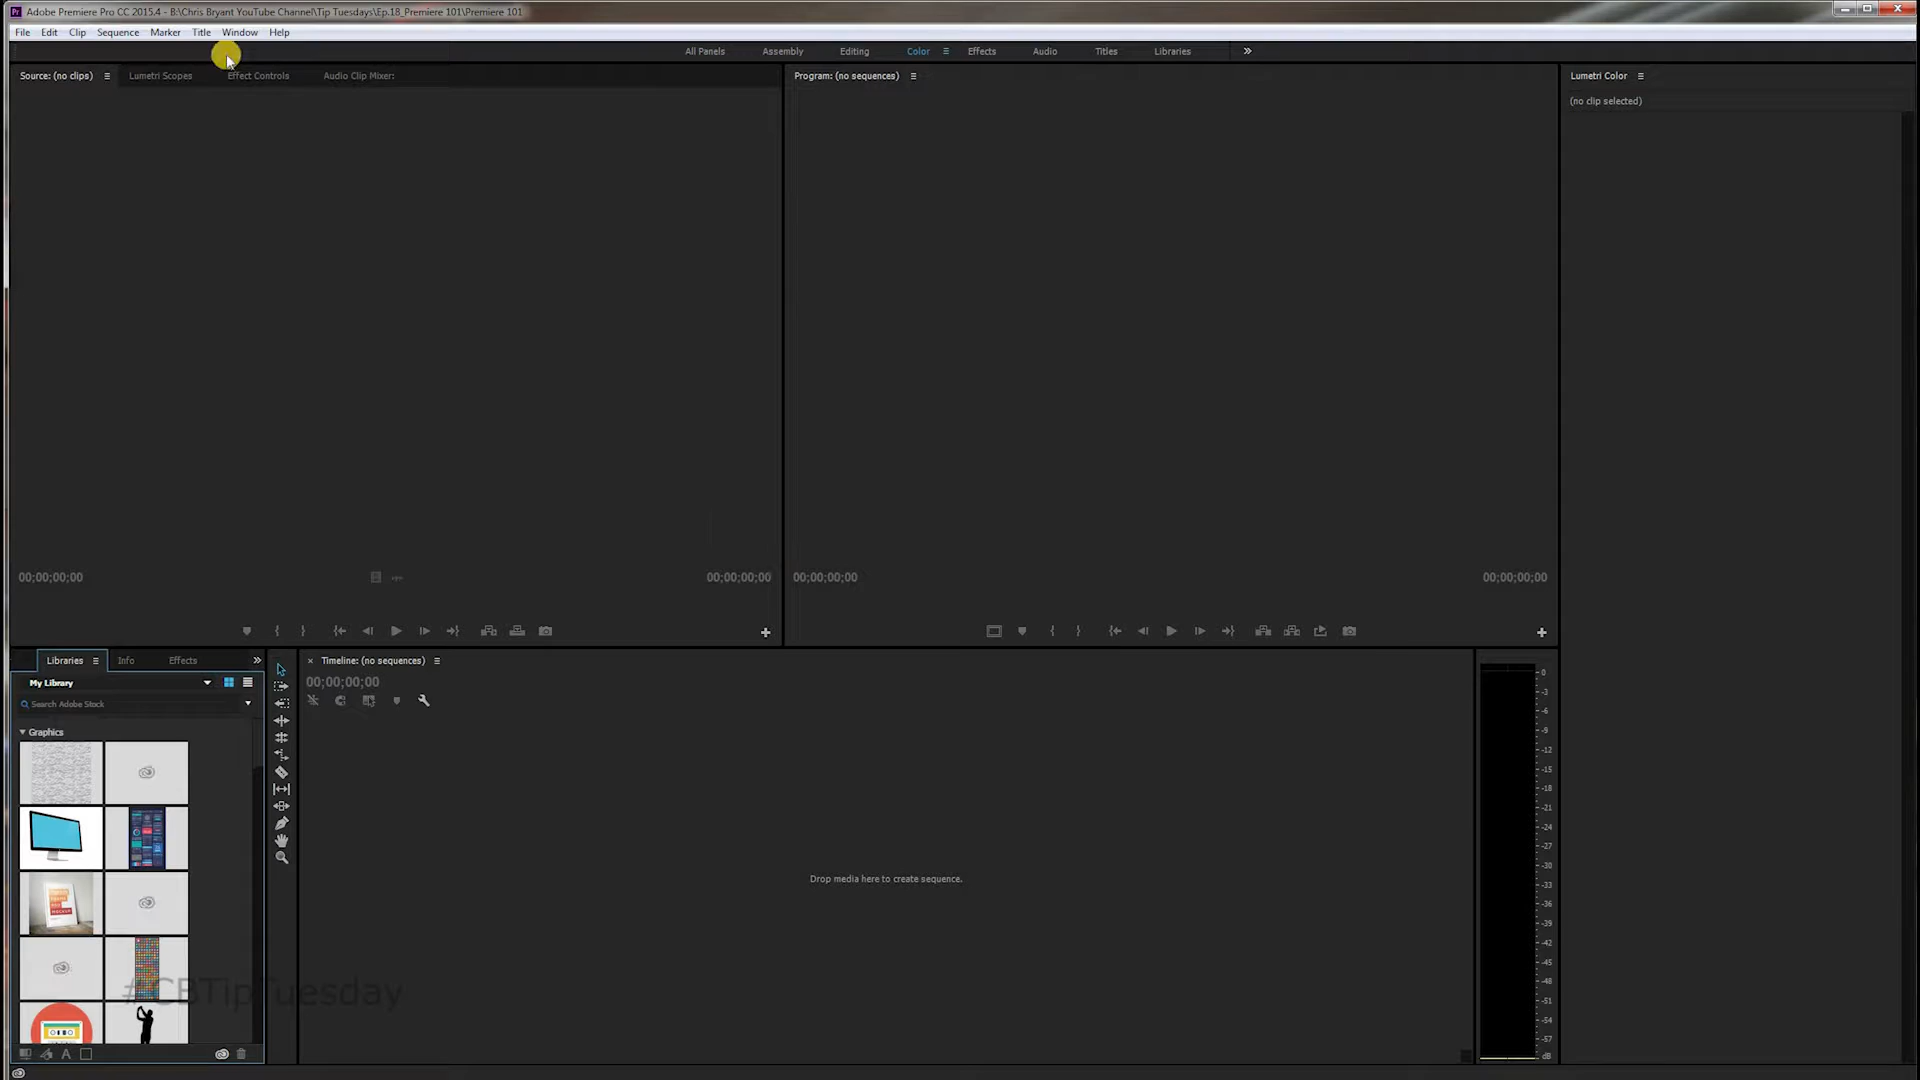 Adobe Premiere Pro CC 2015.4 - B:\Chris Bryant YouTube Channel\Tip Tuesdays\Ep.18_Premiere 101\Premiere 101
File Edit Clip Sequence Marker Title Window Help
All Panels Assembly Editing Color Effects Audio Titles Libraries
Source: (no clips) Lumetri Scopes Effect Controls Audio Clip Mixer:
Program: (no sequences)
Lumetri Color
(no clip selected)
00;00;00;00 00;00;00;00
00;00;00;00 00;00;00;00
Libraries Info Effects
My Library
Search Adobe Stock
Graphics
Timeline: (no sequences)
00;00;00;00
Drop media here to create sequence.
0
-3
-6
-9
-12
-15
-18
-21
-24
-27
-30
-33
-36
-39
-42
-45
-48
-51
-54
-57
dB
#CBTipTuesday